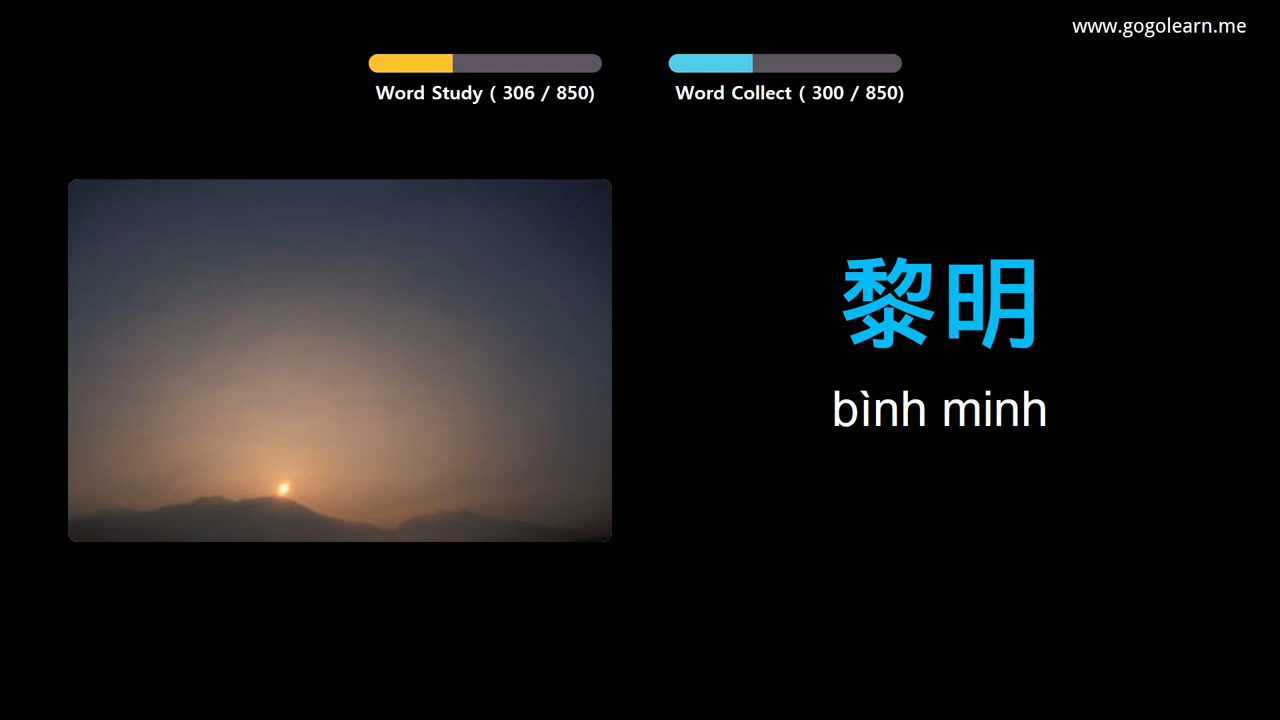 www.gogolearn.me
Word Study ( 306 / 850)
Word Collect ( 300 / 850)
黎明
bình minh